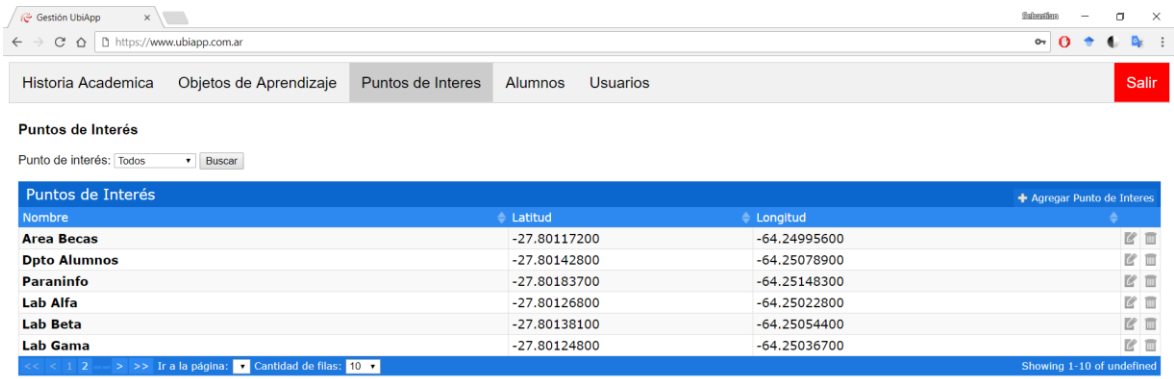 Gestión UbiApp
Sebastian
https://www.ubiapp.com.ar
Historia Academica Objetos de Aprendizaje Puntos de Interes Alumnos Usuarios Salir
Puntos de Interés
Punto de interés: Todos Buscar
Puntos de Interés + Agregar Punto de Interes
Nombre Latitud Longitud
Area Becas -27.80117200 -64.24995600
Dpto Alumnos -27.80142800 -64.25078900
Paraninfo -27.80183700 -64.25148300
Lab Alfa -27.80126800 -64.25022800
Lab Beta -27.80138100 -64.25054400
Lab Gama -27.80124800 -64.25036700
<< < 1 2 > >> Ir a la página: Cantidad de filas: 10 Showing 1-10 of undefined